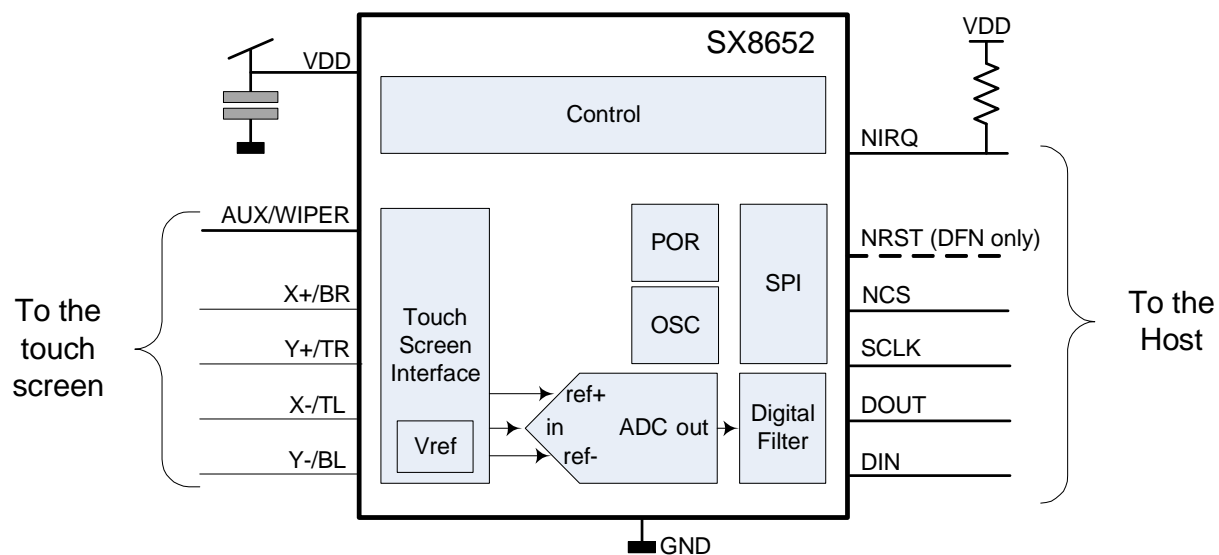 SX8652
VDD
VDD
Control
NIRQ
AUX/WIPER
NRST (DFN only)
POR
SPI
NCS
X+/BR
To the
touch
screen
Touch
Screen
Interface
OSC
To the
Host
Y+/TR
SCLK
ref+
X-/TL
in
ADC out
Digital
Filter
DOUT
Vref
ref-
Y-/BL
DIN
GND